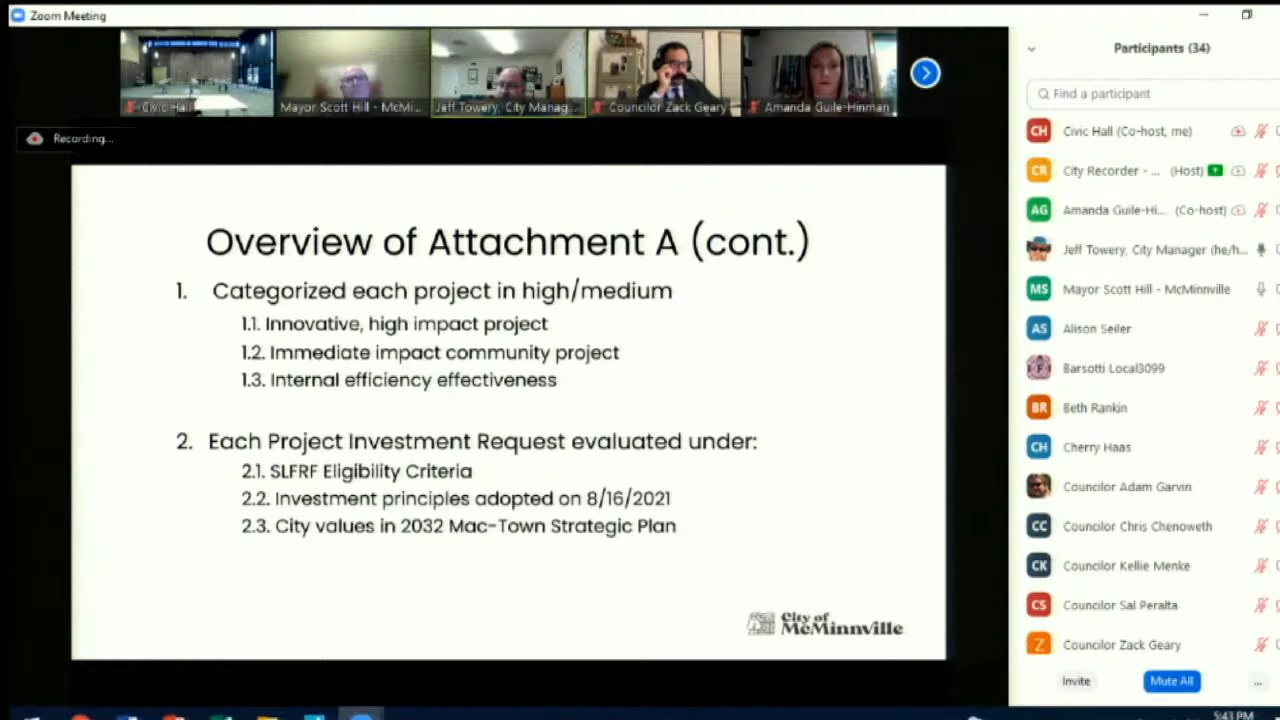 Zoom Meeting
Civic Hall
Mayor Scott Hill - McMi...
Jeff Towery, City Manag...
Councilor Zack Geary
Amanda Guile-Hinman
Recording...
Overview of Attachment A (cont.)
1. Categorized each project in high/medium
1.1. Innovative, high impact project
1.2. Immediate impact community project
1.3. Internal efficiency effectiveness
2. Each Project Investment Request evaluated under:
2.1. SLFRF Eligibility Criteria
2.2. Investment principles adopted on 8/16/2021
2.3. City values in 2032 Mac-Town Strategic Plan
City of
McMinnville
Participants (34)
Find a participant
CH Civic Hall (Co-host, me)
CR City Recorder - ... (Host)
AG Amanda Guile-Hi... (Co-host)
Jeff Towery, City Manager (he/h...
MS Mayor Scott Hill - McMinnville
AS Alison Seiler
Barsotti Local3099
BR Beth Rankin
CH Cherry Haas
Councilor Adam Garvin
CC Councilor Chris Chenoweth
CK Councilor Kellie Menke
CS Councilor Sal Peralta
Z Councilor Zack Geary
Invite Mute All ...
5:43 PM